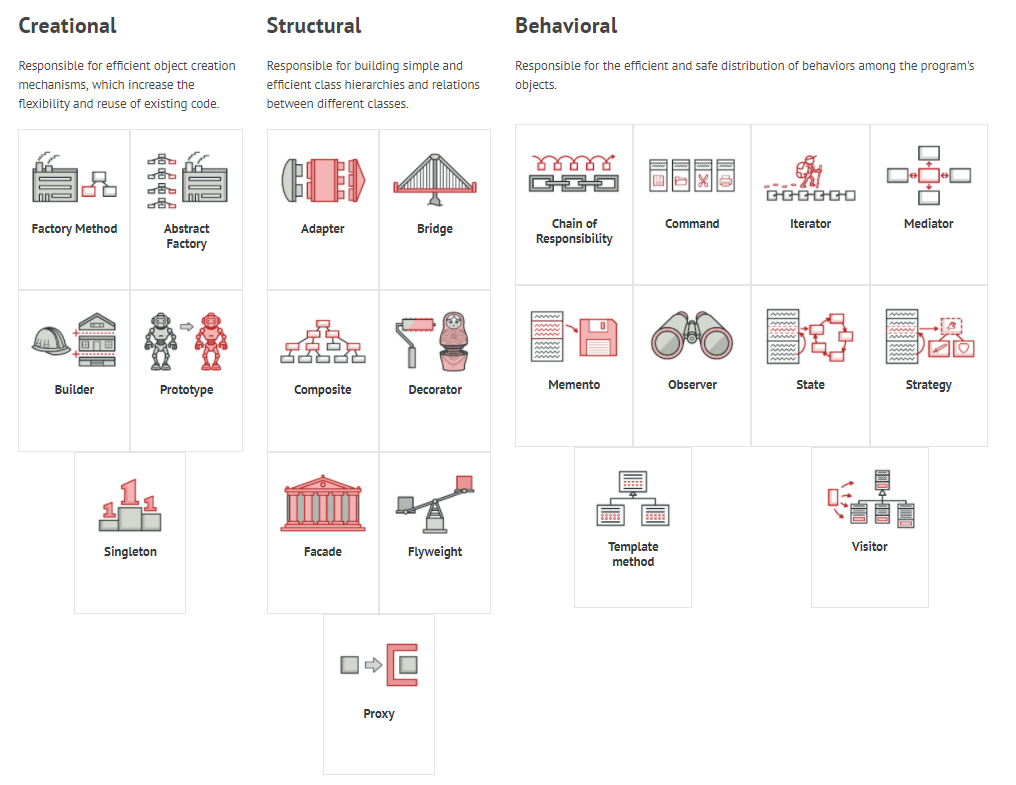 Creational
Responsible for efficient object creation
mechanisms, which increase the
flexibility and reuse of existing code.
Factory Method
Abstract
Factory
Builder
Prototype
1
1
1
Singleton
Structural
Responsible for building simple and
efficient class hierarchies and relations
between different classes.
Adapter
Bridge
Composite
Decorator
Facade
Flyweight
Proxy
Behavioral
Responsible for the efficient and safe distribution of behaviors among the program's
objects.
Chain of
Responsibility
Command
Iterator
Mediator
Memento
Observer
State
Strategy
Template
method
Visitor